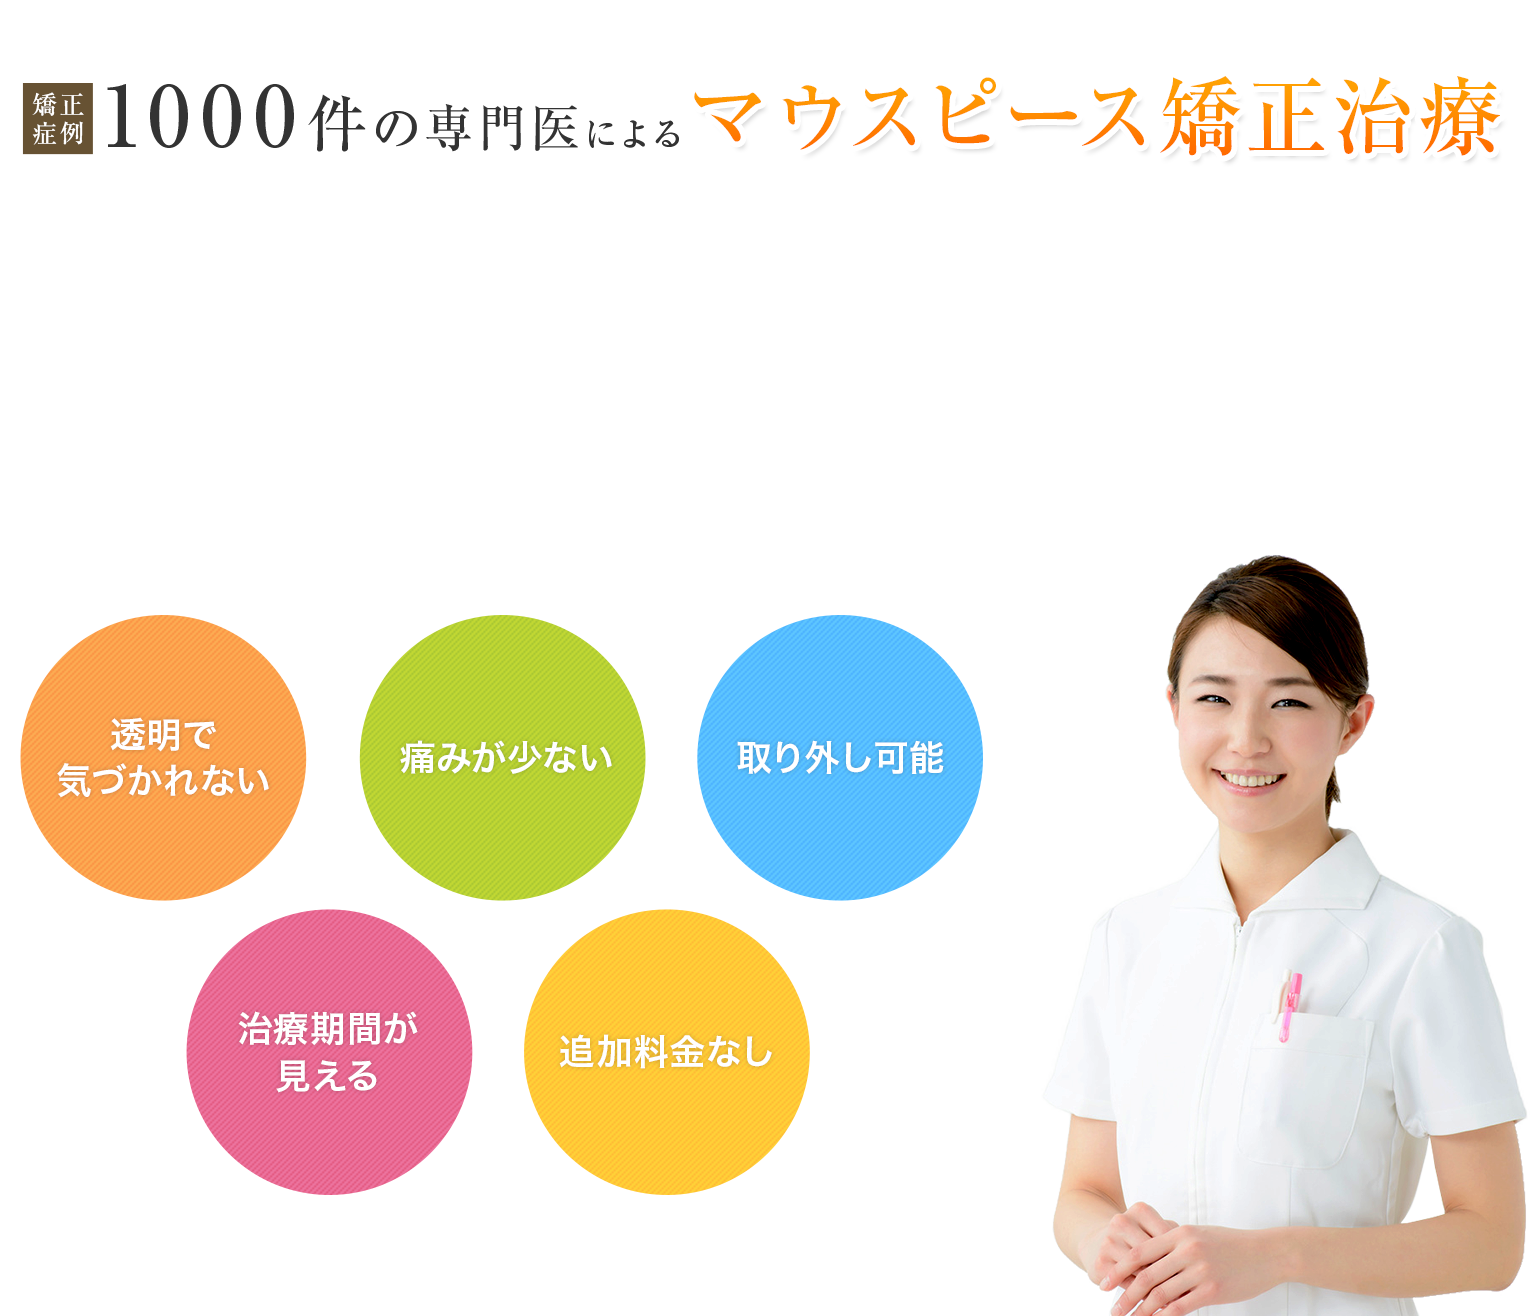 矯正症例1000件の専門医によるマウスピース矯正治療
透明で
気づかれない
痛みが少ない
取り外し可能
治療期間が
見える
追加料金なし